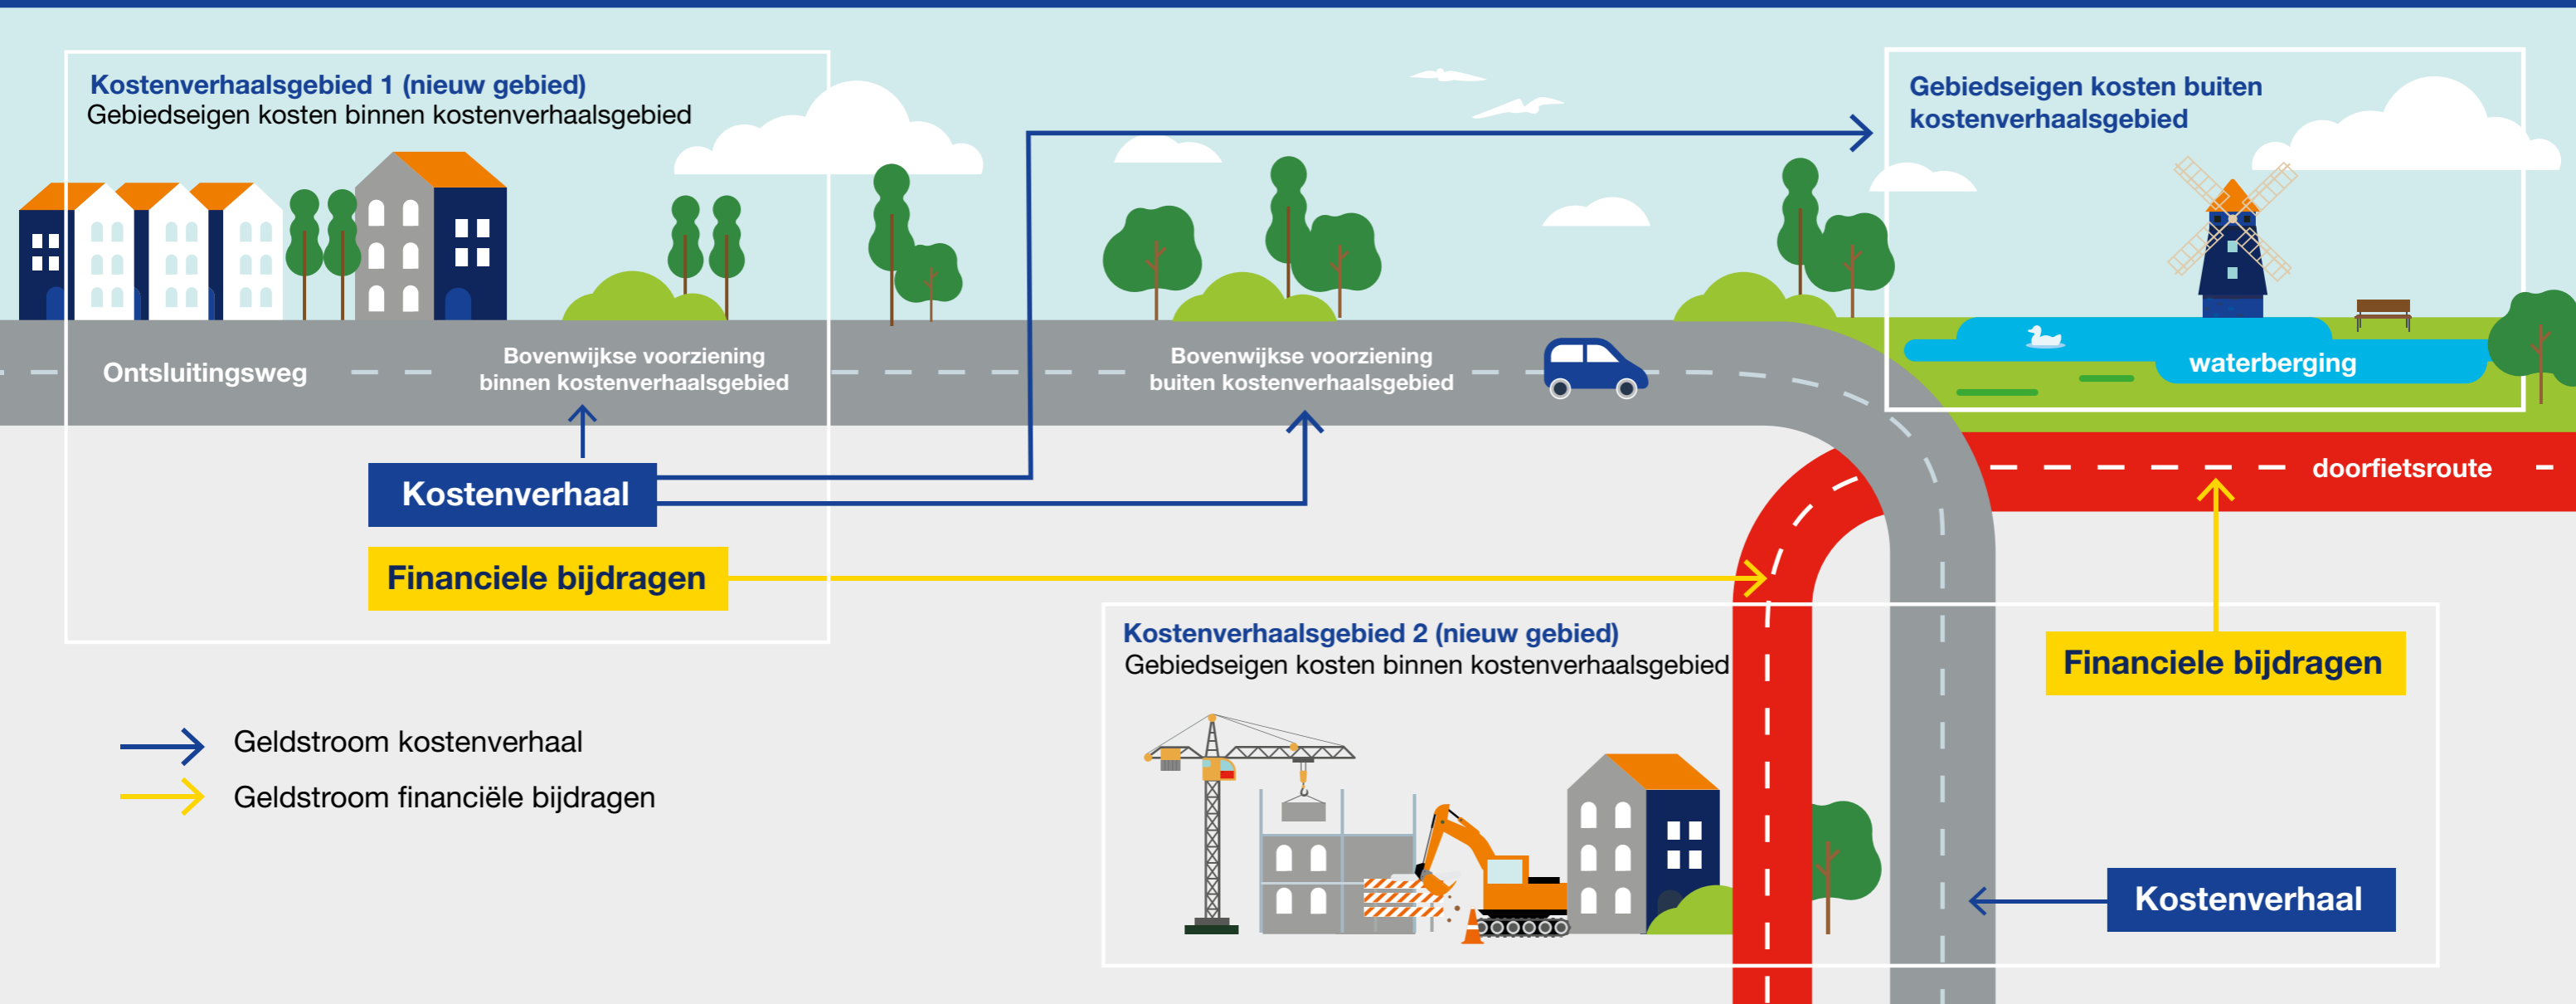 Kostenverhaalsgebied 1 (nieuw gebied)
Gebiedseigen kosten binnen kostenverhaalsgebied
Gebiedseigen kosten buiten
kostenverhaalsgebied
Ontsluitingsweg
Bovenwijkse voorziening
binnen kostenverhaalsgebied
Bovenwijkse voorziening
buiten kostenverhaalsgebied
waterberging
doorfietsroute
Kostenverhaal
Financiele bijdragen
Kostenverhaalsgebied 2 (nieuw gebied)
Gebiedseigen kosten binnen kostenverhaalsgebied
Financiele bijdragen
Geldstroom kostenverhaal
Geldstroom financiële bijdragen
Kostenverhaal